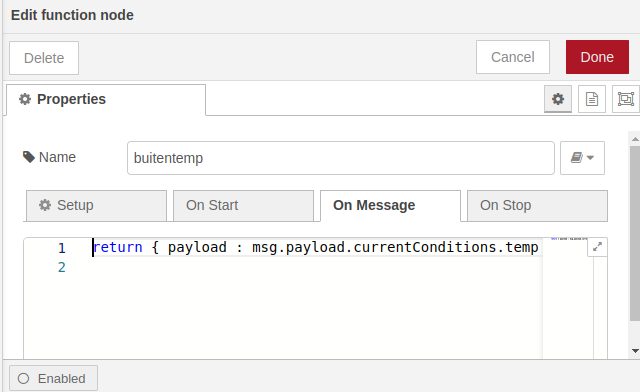 Edit function node
Delete
Cancel
Done
Properties
Name
buitentemp
Setup
On Start
On Message
On Stop
1 return { payload : msg.payload.currentConditions.temp
2
Enabled